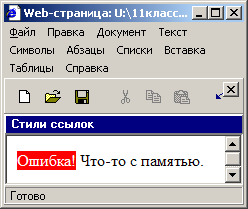 Web-страница: U:\11класс...
Файл Правка Документ Текст
Символы Абзацы Списки Вставка
Таблицы Справка
Стили ссылок
Ошибка! Что-то с памятью.
Готово